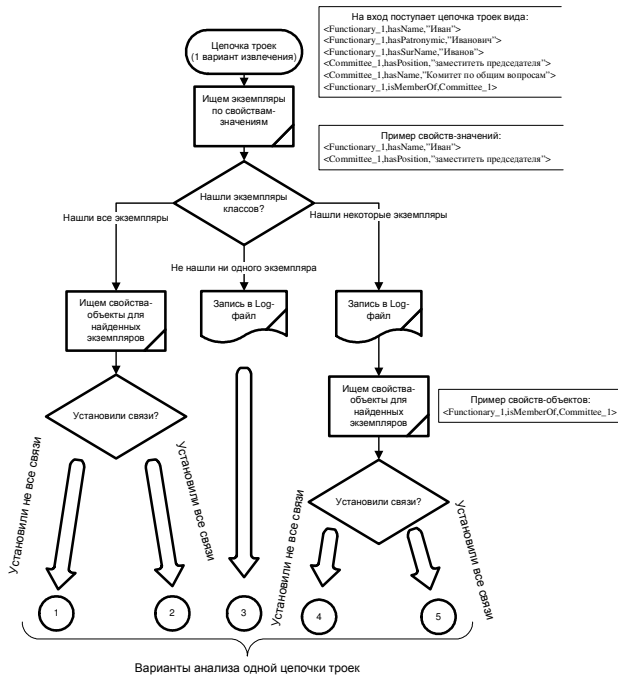 На вход поступает цепочка троек вида:
<Functionary_1,hasName,"Иван">
<Functionary_1,hasPatronymic,"Иванович">
<Functionary_1,hasSurName,"Иванов">
<Committee_1,hasPosition,"заместитеть председателя">
<Committee_1,hasName,"Комитет по общим вопросам">
<Functionary_1,isMemberOf,Committee_1>
Цепочка троек
(1 вариант извлечения)
Ищем экземпляры
по свойствам-
значениям
Пример свойств-значений:
<Functionary_1,hasName,"Иван">
<Committee_1,hasPosition,"заместитеть председателя">
Нашли экземпляры
классов?
Нашли все экземпляры
Нашли некоторые экземпляры
Не нашли ни одного экземпляра
Ищем свойства-
объекты для
найденных
экземпляров
Запись в Log-
файл
Запись в Log-
файл
Установили связи?
Ищем свойства-
объекты для
найденных
экземпляров
Пример свойств-объектов:
<Functionary_1,isMemberOf,Committee_1>
Установили не все связи
Установили все связи
Установили связи?
Установили не все связи
Установили все связи
1
2
3
4
5
Варианты анализа одной цепочки троек